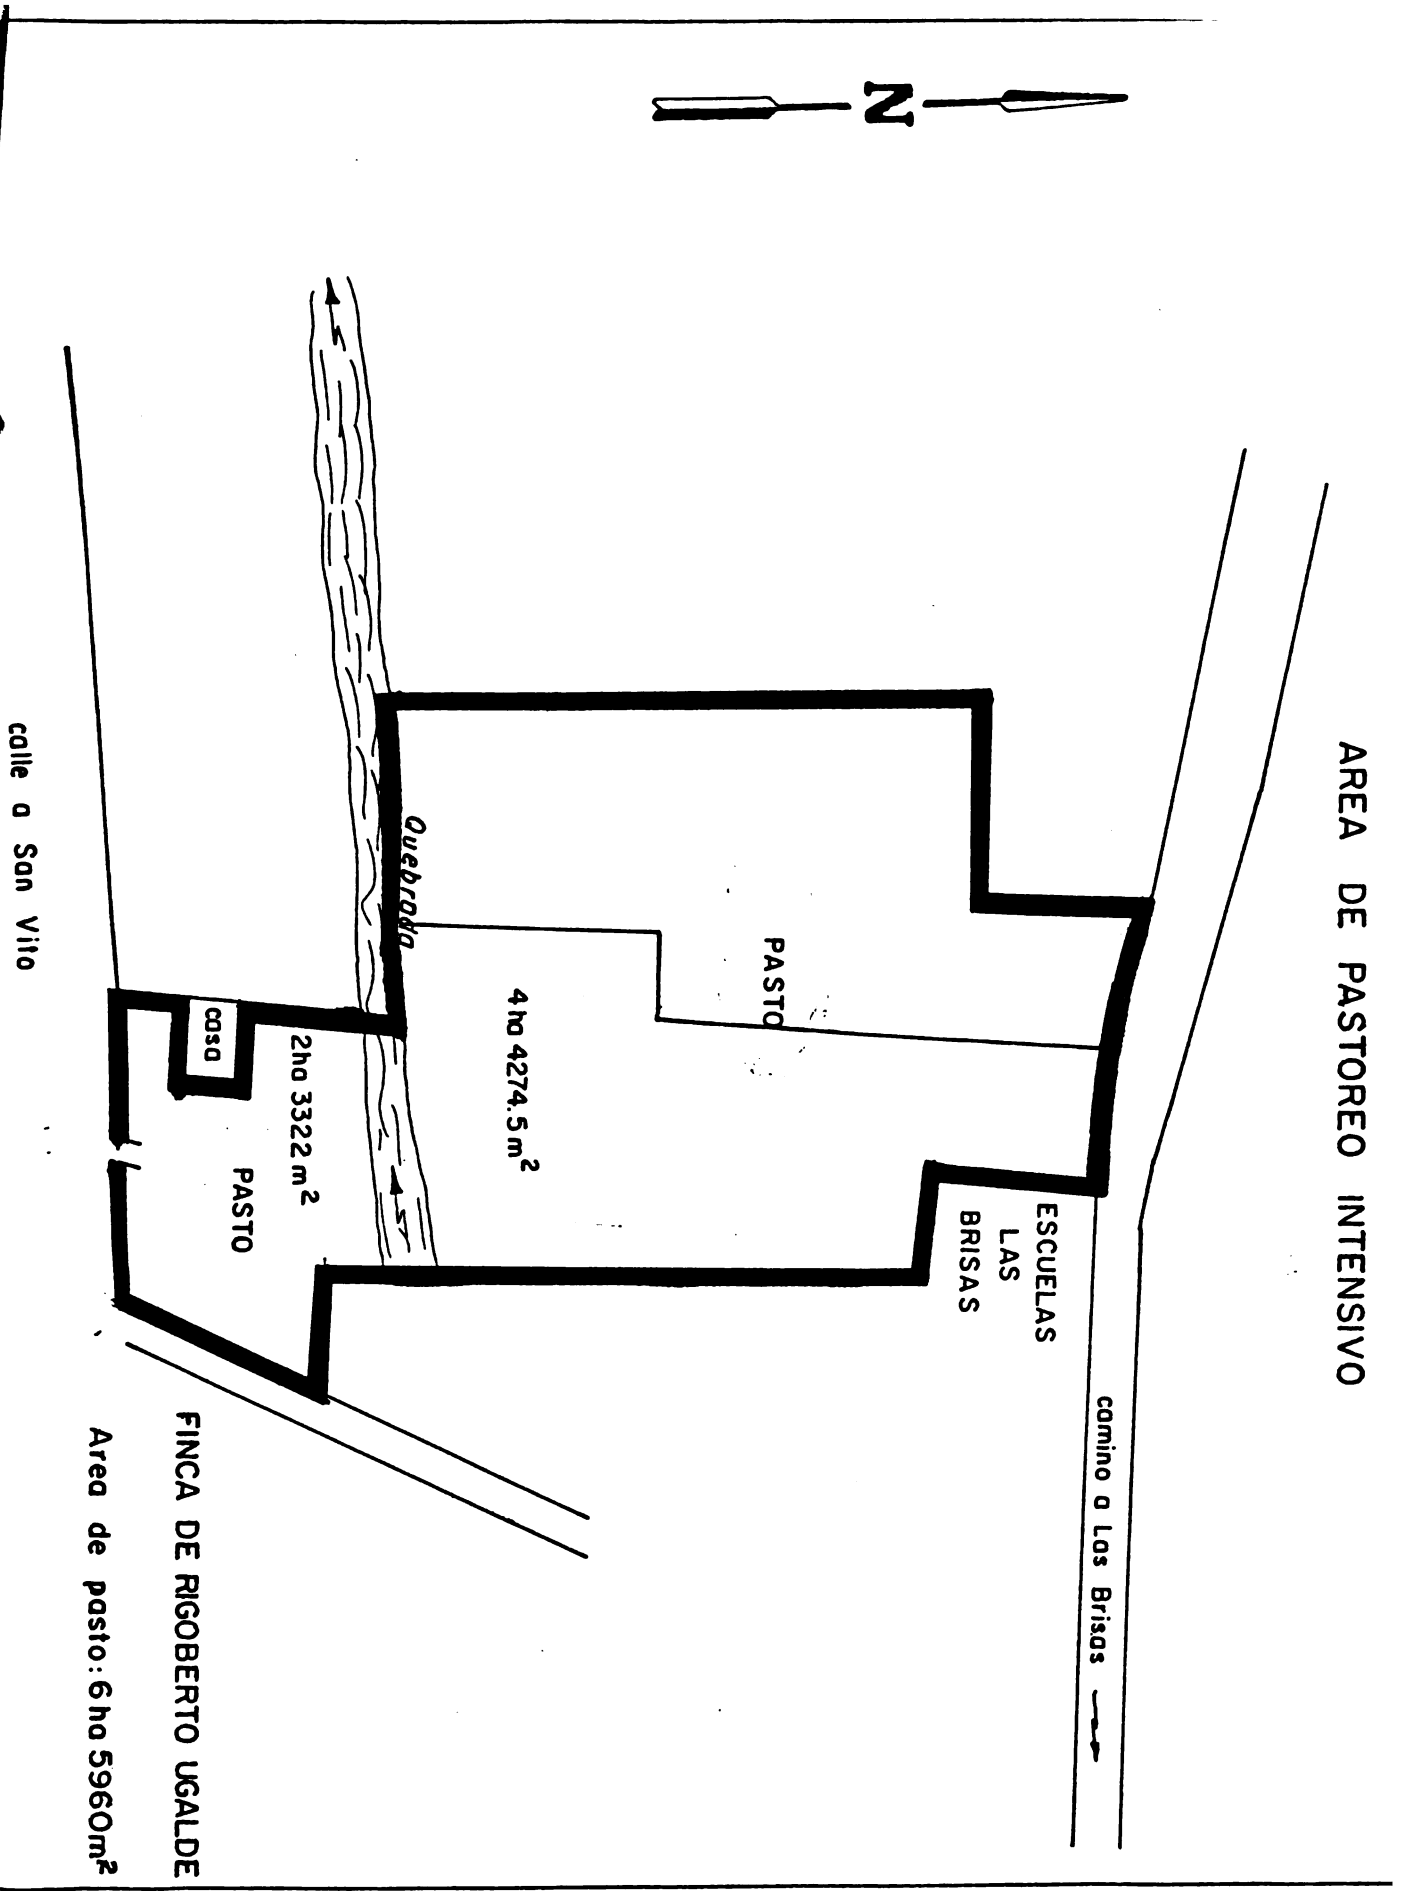 AREA DE PASTOREO INTENSIVO
N
camino a Las Brisas
ESCUELAS
LAS
BRISAS
PASTO
4 ha 4274.5 m²
Quebrada
2ha 3322 m²
PASTO
casa
calle a San Vito
FINCA DE RIGOBERTO UGALDE
Area de pasto: 6 ha 5960m²